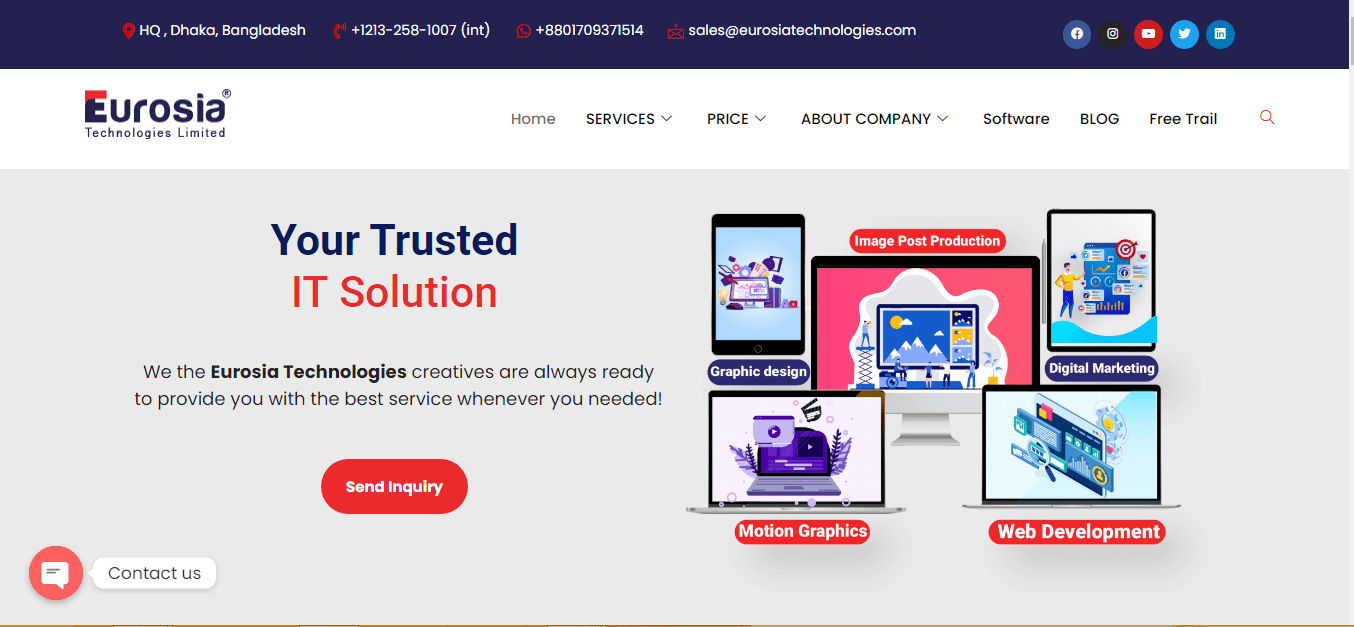 HQ , Dhaka, Bangladesh
+1213-258-1007 (int)
+8801709371514
sales@eurosiatechnologies.com
Eurosia®
Technologies Limited
Home
SERVICES
PRICE
ABOUT COMPANY
Software
BLOG
Free Trail
Your Trusted
IT Solution
We the Eurosia Technologies creatives are always ready
to provide you with the best service whenever you needed!
Send Inquiry
Image Post Production
Graphic design
Digital Marketing
Motion Graphics
Web Development
Contact us